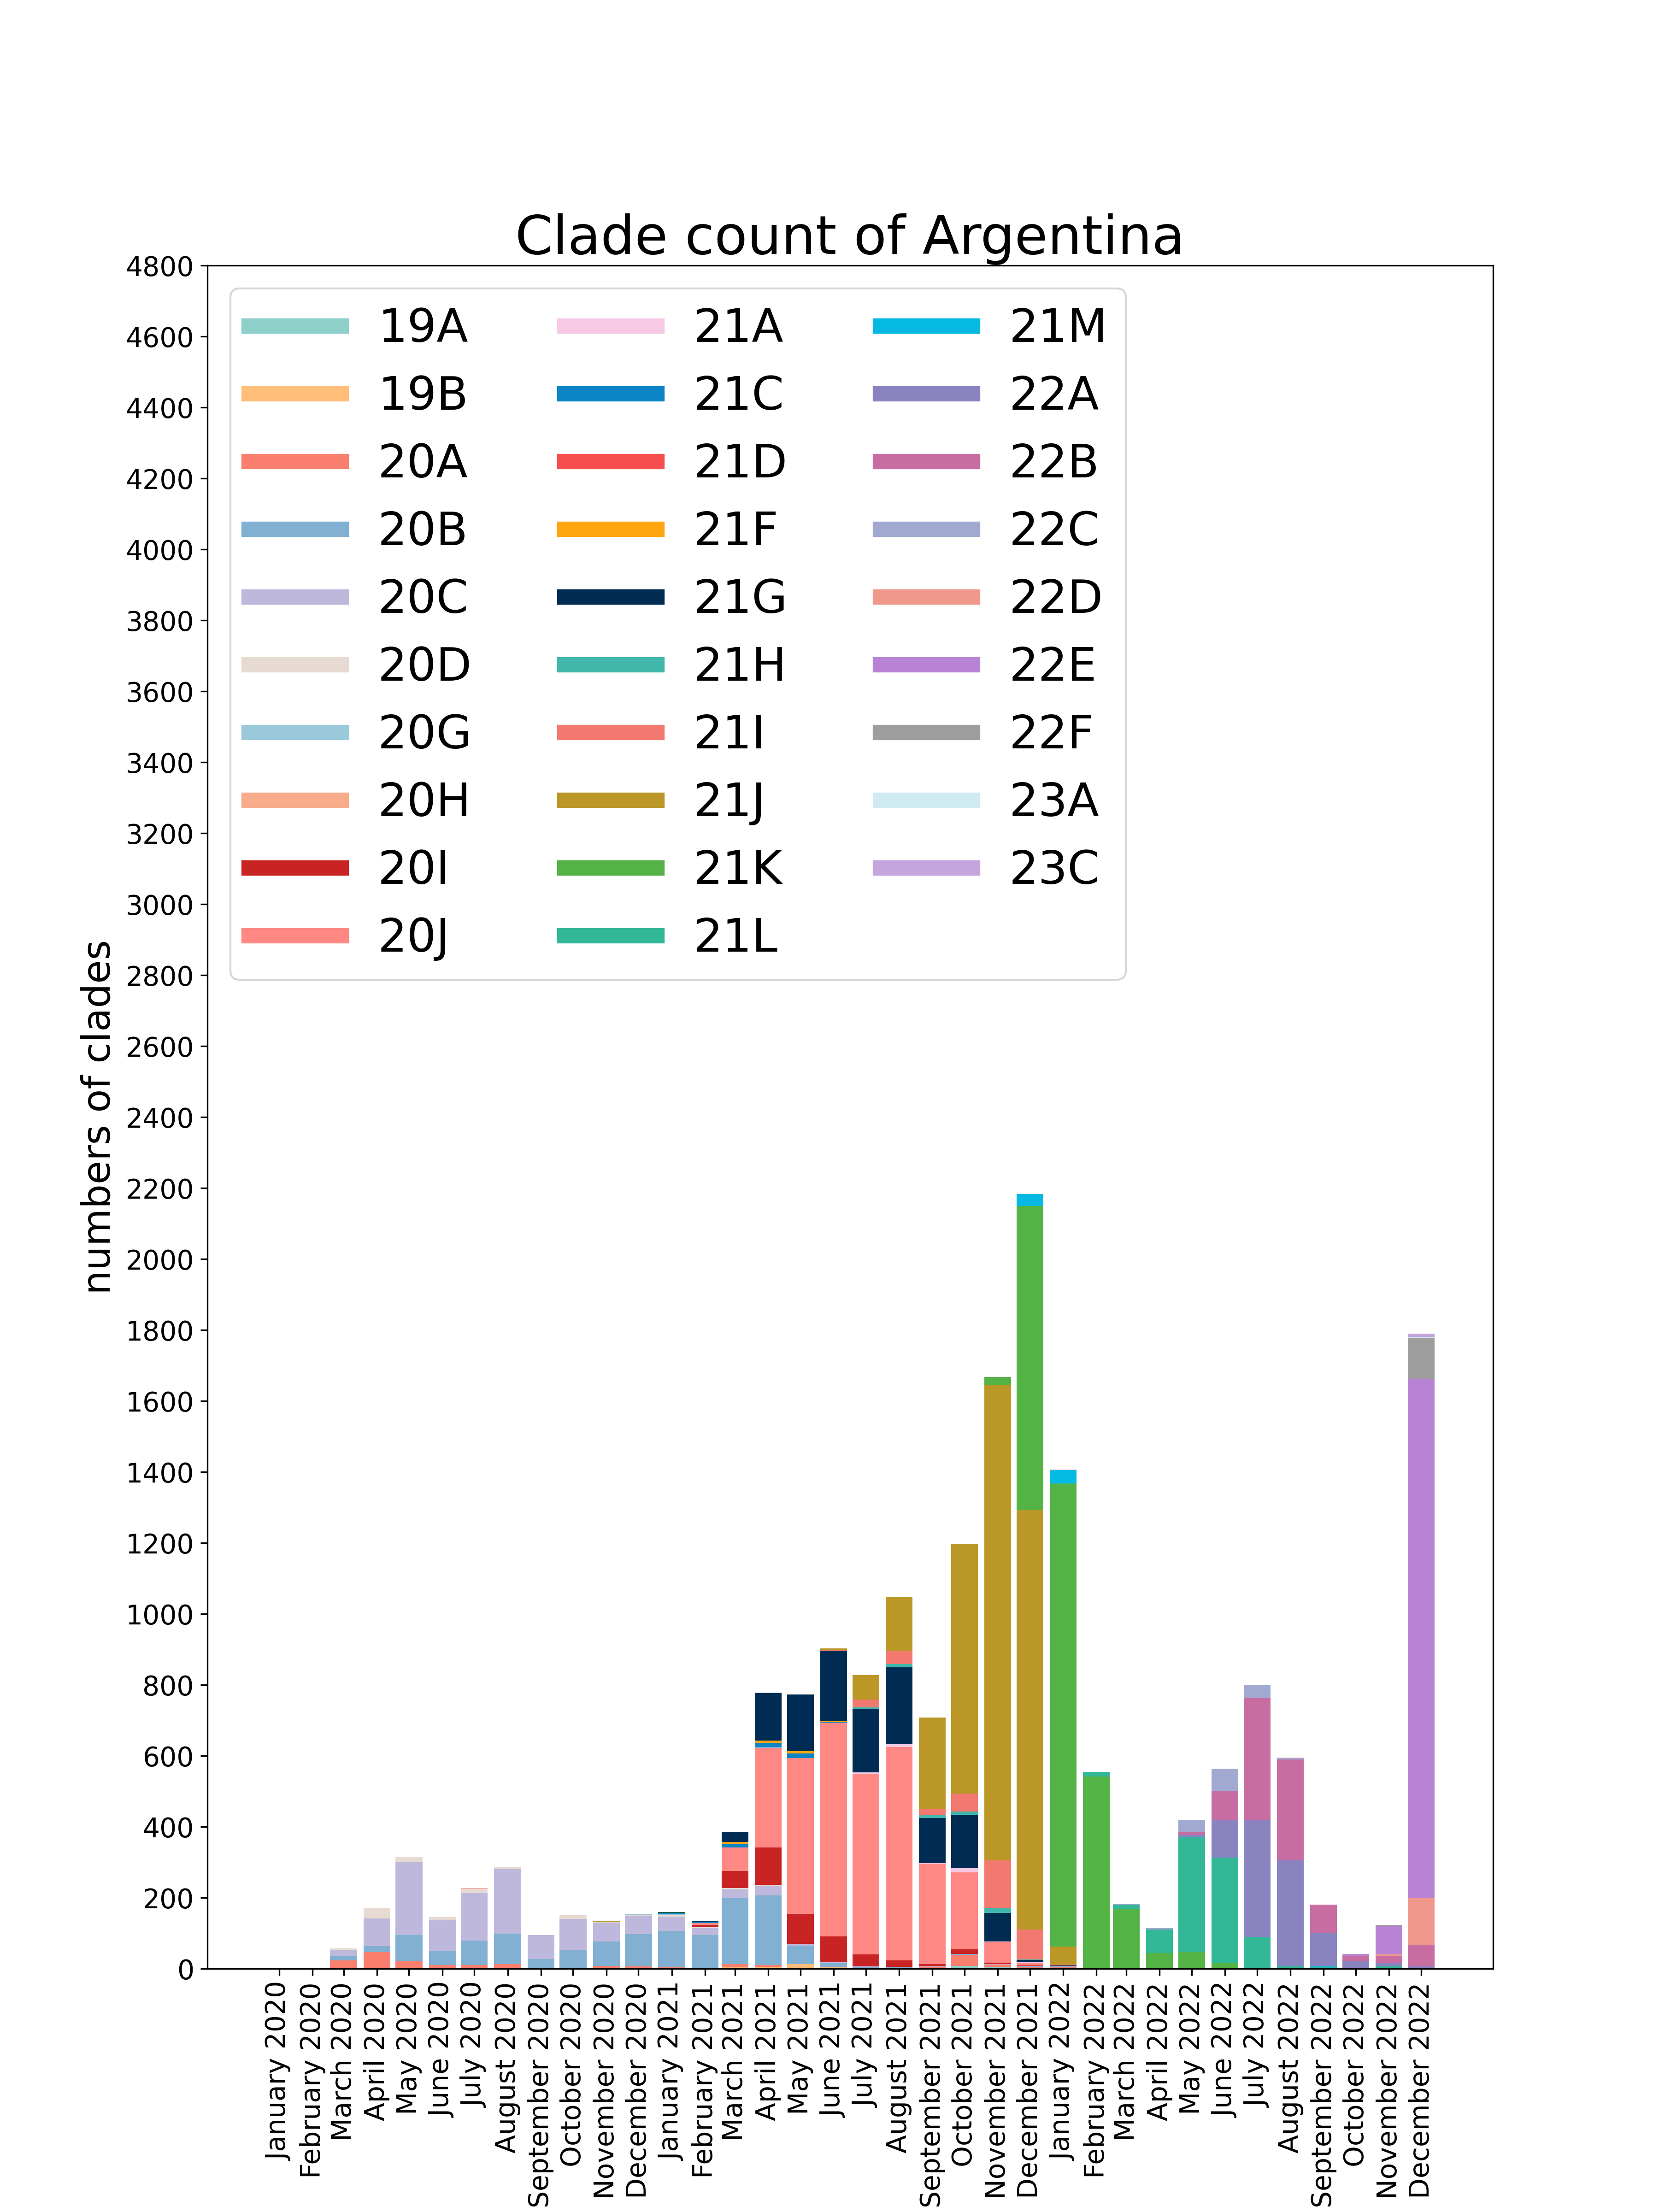 Clade count of Argentina
numbers of clades
4800
4600
4400
4200
4000
3800
3600
3400
3200
3000
2800
2600
2400
2200
2000
1800
1600
1400
1200
1000
800
600
400
200
0
19A
19B
20A
20B
20C
20D
20G
20H
20I
20J
21A
21C
21D
21F
21G
21H
21I
21J
21K
21L
21M
22A
22B
22C
22D
22E
22F
23A
23C
January 2020
February 2020
March 2020
April 2020
May 2020
June 2020
July 2020
August 2020
September 2020
October 2020
November 2020
December 2020
January 2021
February 2021
March 2021
April 2021
May 2021
June 2021
July 2021
August 2021
September 2021
October 2021
November 2021
December 2021
January 2022
February 2022
March 2022
April 2022
May 2022
June 2022
July 2022
August 2022
September 2022
October 2022
November 2022
December 2022